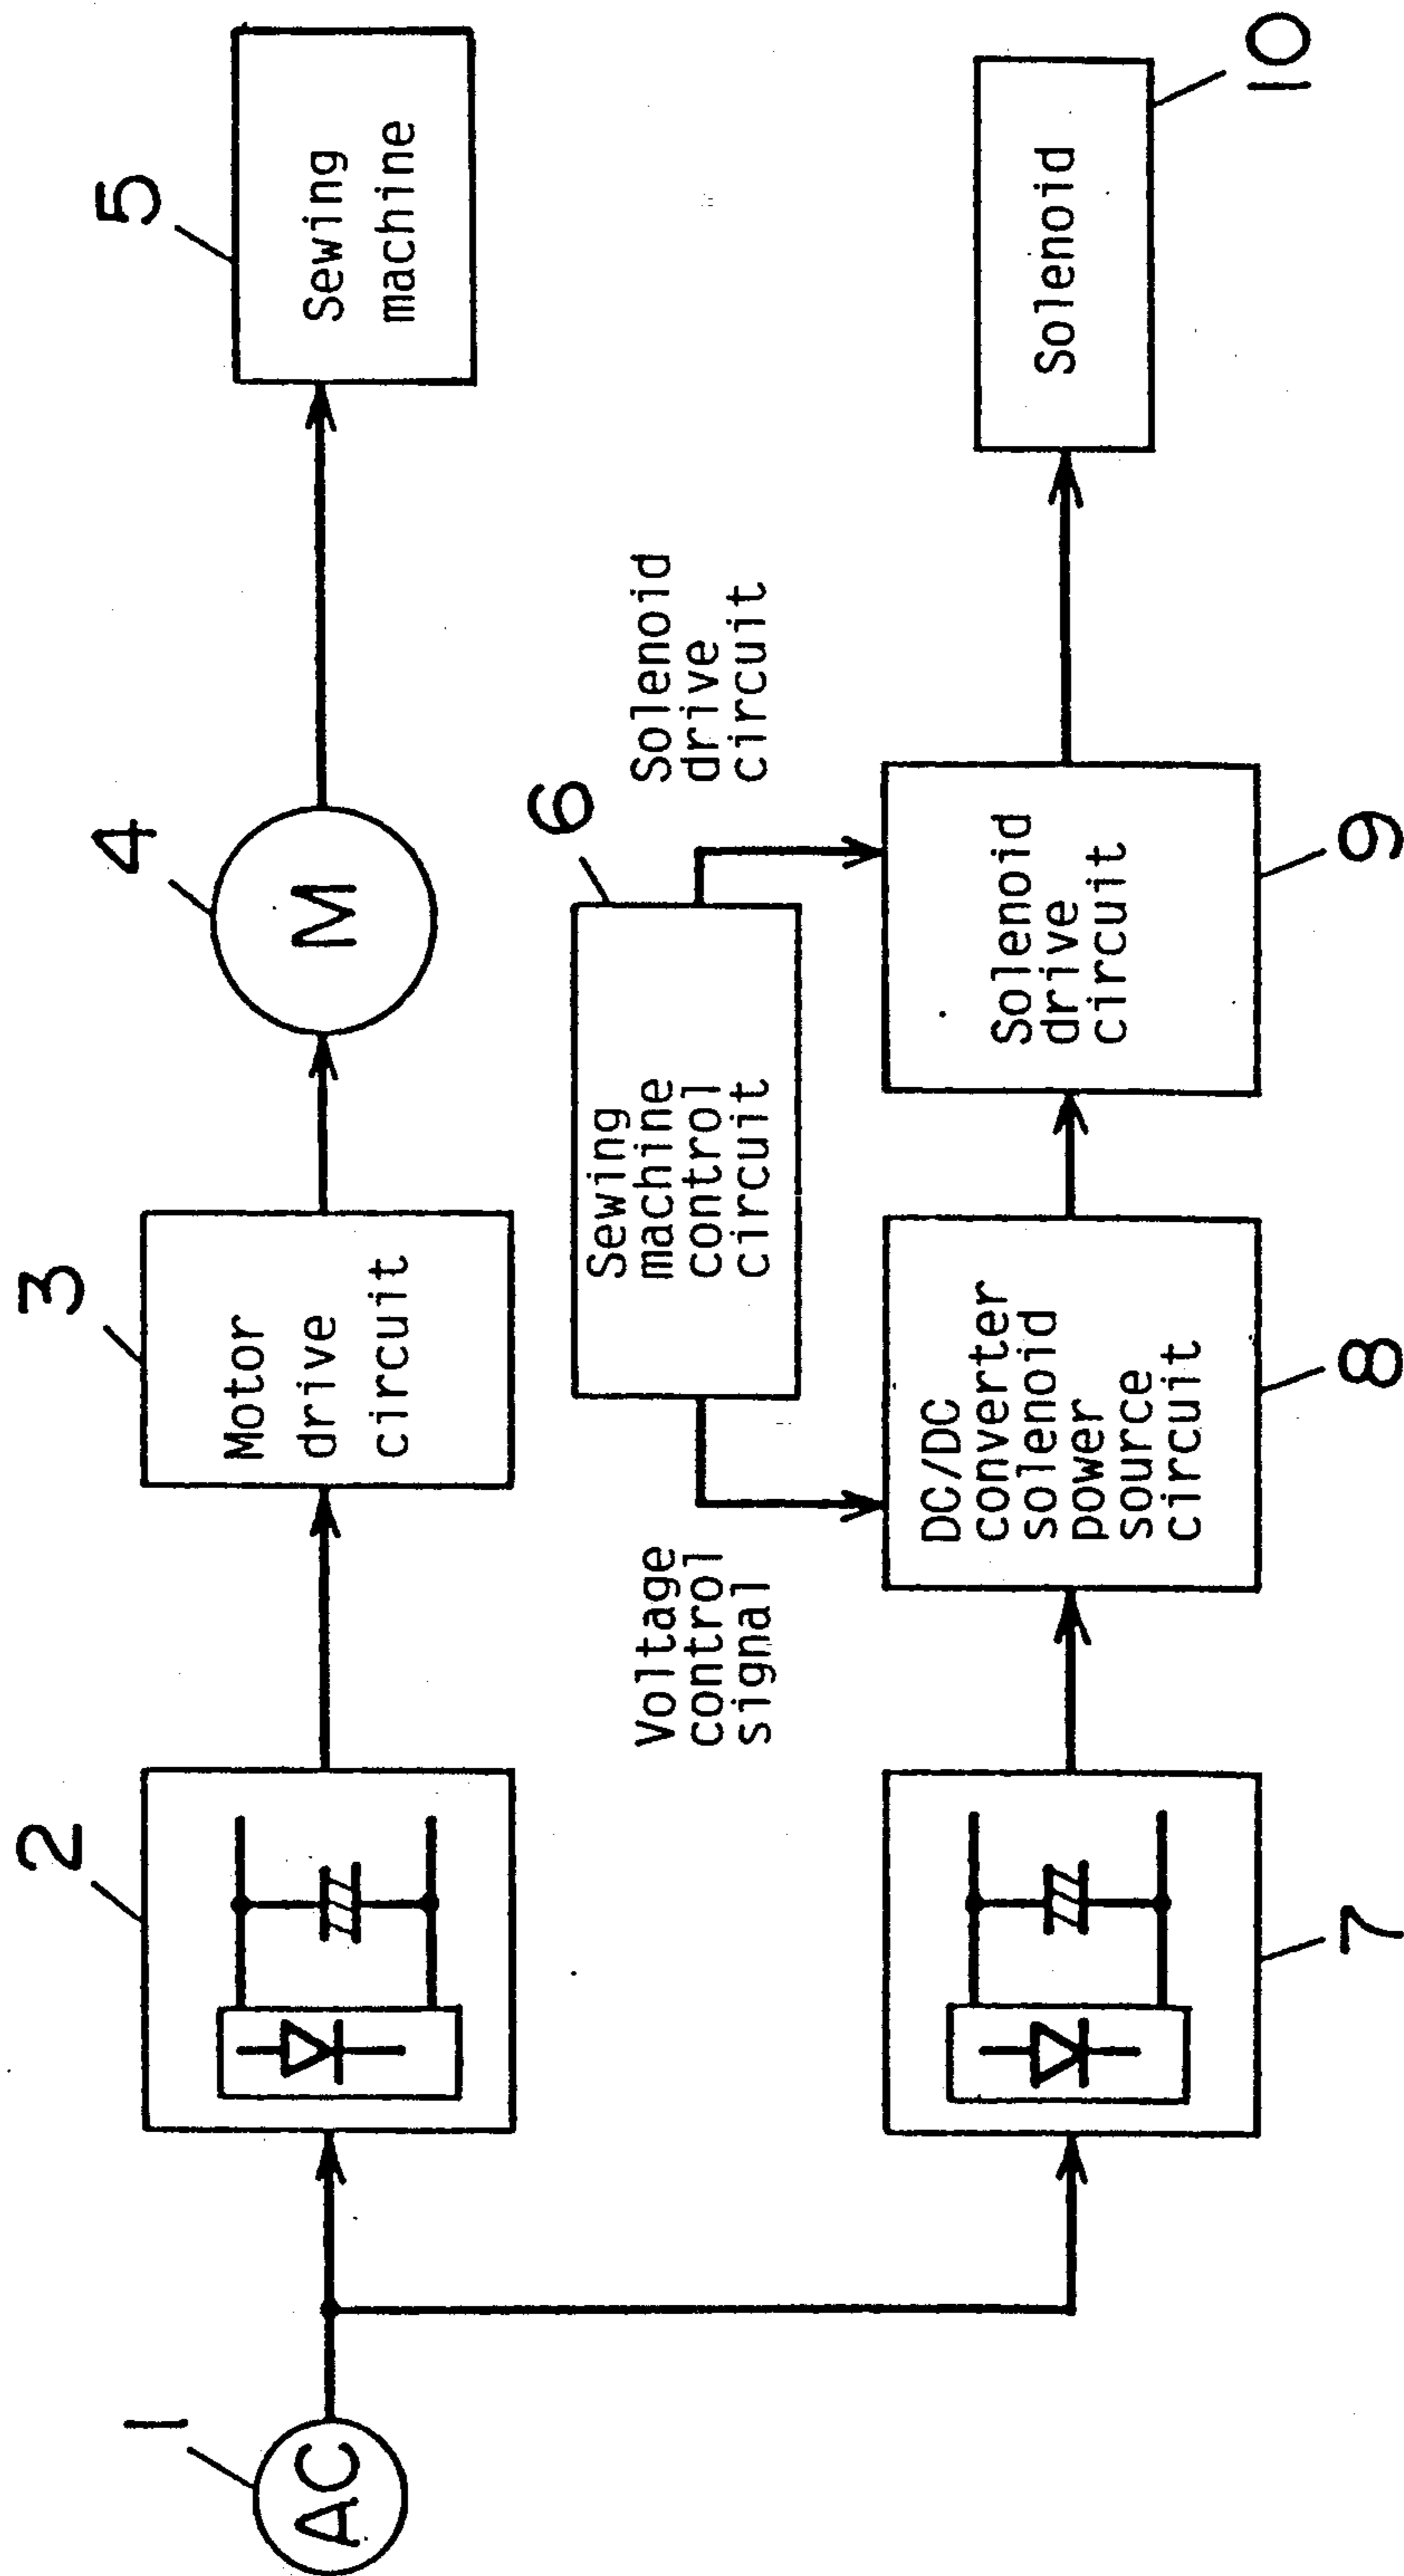 1
AC
2
3
Motor
drive
circuit
4
M
5
Sewing
machine
6
Sewing
machine
control
circuit
Voltage
control
signal
Solenoid
drive
circuit
7
DC/DC
converter
solenoid
power
source
circuit
8
Solenoid
drive
circuit
9
Solenoid
10